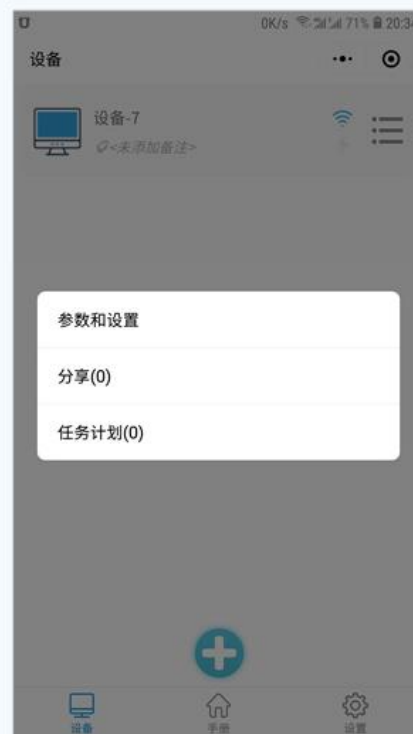 0K/s 71% 20:34
设备
设备-7
<未添加备注>
参数和设置
分享(0)
任务计划(0)
设备
手册
设置